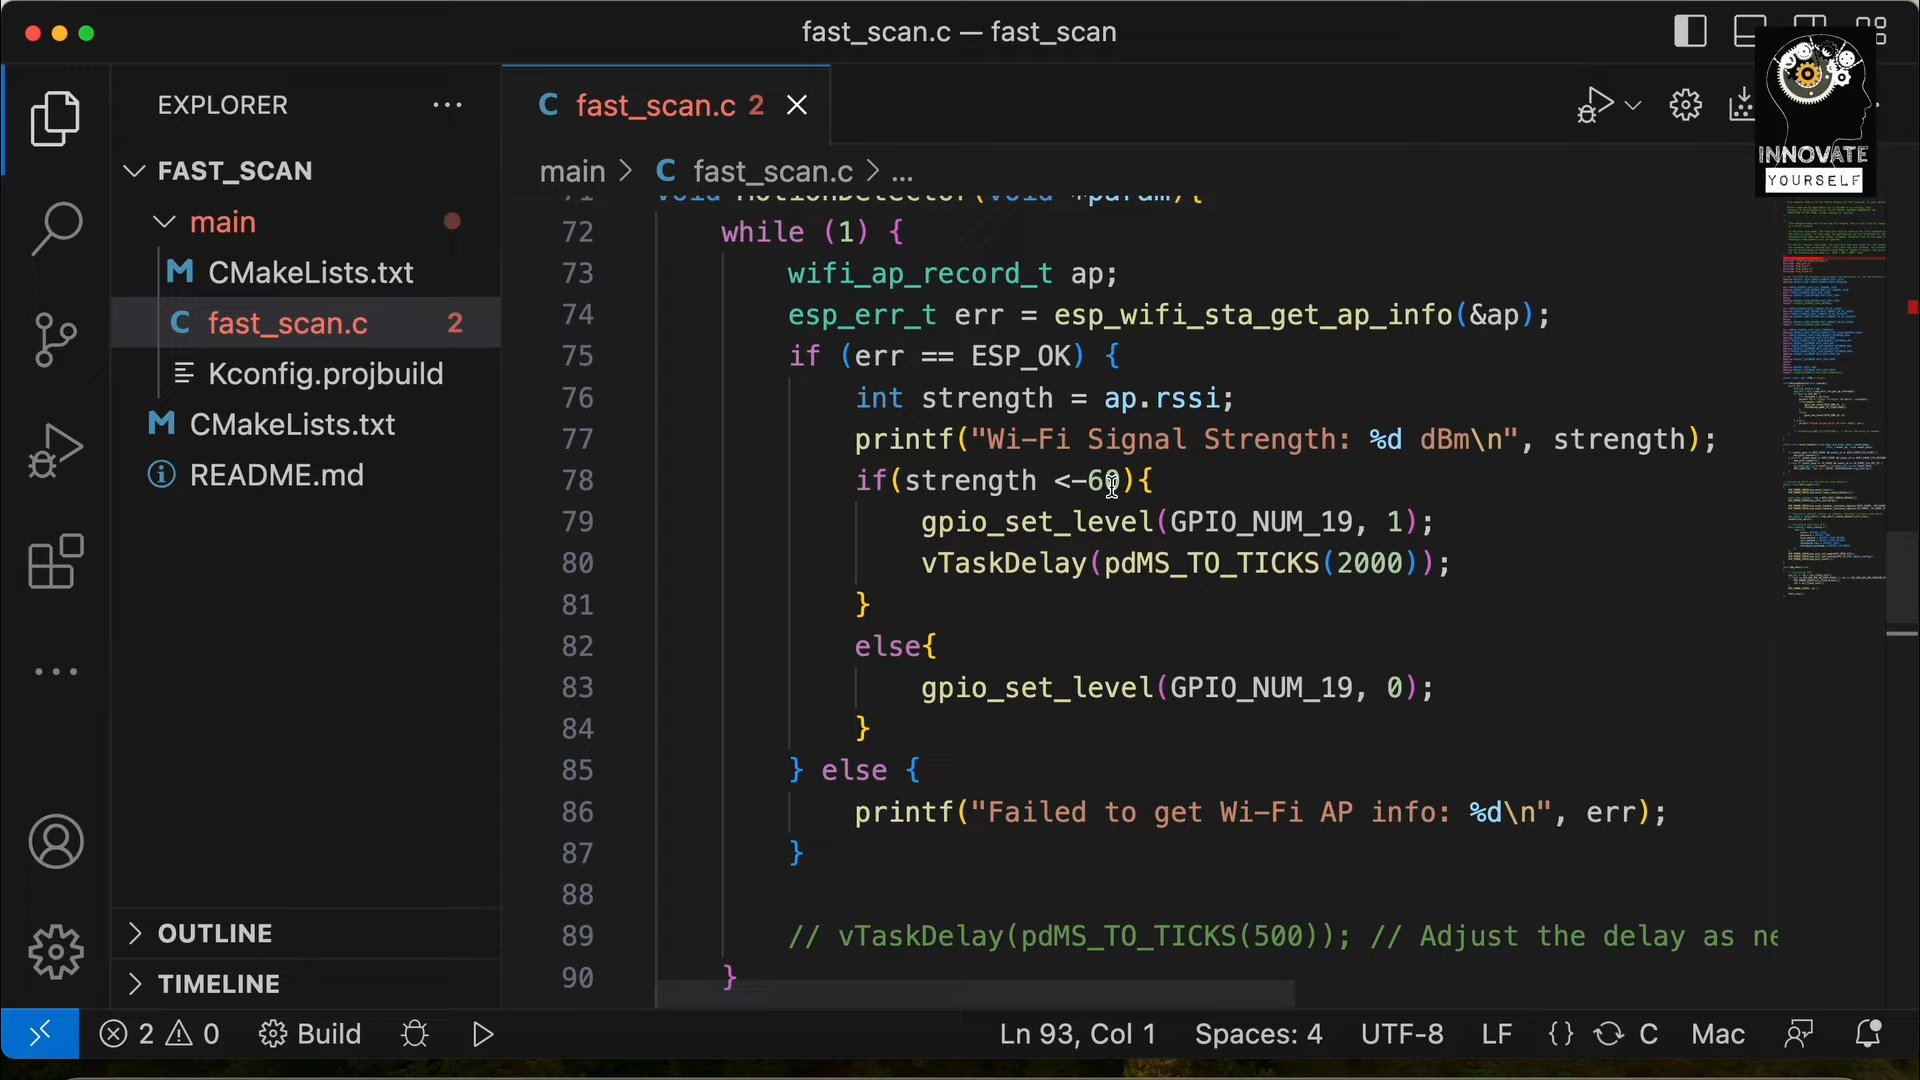 fast_scan.c — fast_scan
INNOVATE
YOURSELF
EXPLORER
FAST_SCAN
main
CMakeLists.txt
fast_scan.c 2
Kconfig.projbuild
CMakeLists.txt
README.md
OUTLINE
TIMELINE
fast_scan.c 2
main > C fast_scan.c > ...
71 void MotionDetector(void *param){
72 while (1) {
73 wifi_ap_record_t ap;
74 esp_err_t err = esp_wifi_sta_get_ap_info(&ap);
75 if (err == ESP_OK) {
76 int strength = ap.rssi;
77 printf("Wi-Fi Signal Strength: %d dBm\n", strength);
78 if(strength <-60){
79 gpio_set_level(GPIO_NUM_19, 1);
80 vTaskDelay(pdMS_TO_TICKS(2000));
81 }
82 else{
83 gpio_set_level(GPIO_NUM_19, 0);
84 }
85 } else {
86 printf("Failed to get Wi-Fi AP info: %d\n", err);
87 }
88
89 // vTaskDelay(pdMS_TO_TICKS(500)); // Adjust the delay as ne
90 }
2 0 Build Ln 93, Col 1 Spaces: 4 UTF-8 LF {} C Mac